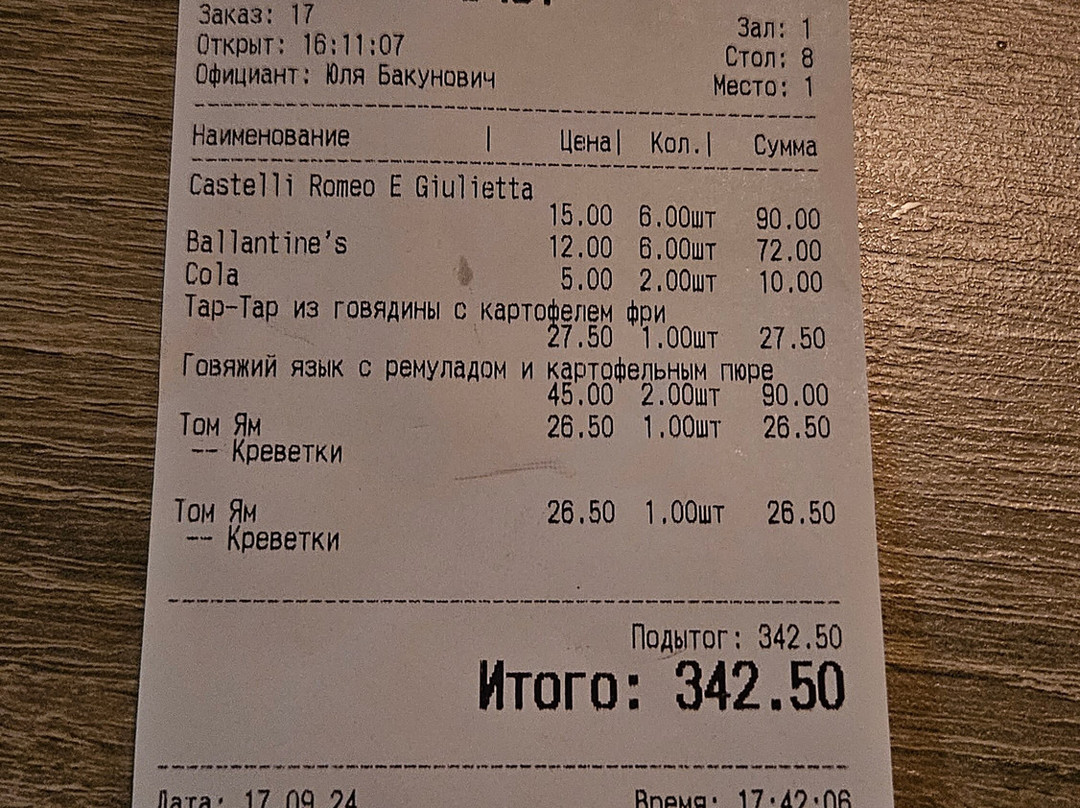 Заказ: 17
Зал: 1
Открыт: 16:11:07
Стол: 8
Официант: Юля Бакунович
Место: 1
Наименование | Цена| Кол.| Сумма
Castelli Romeo E Giulietta
15.00 6.00шт 90.00
Ballantine's 12.00 6.00шт 72.00
Cola 5.00 2.00шт 10.00
Тар-Тар из говядины с картофелем фри
27.50 1.00шт 27.50
Говяжий язык с ремуладом и картофельным пюре
45.00 2.00шт 90.00
Том Ям 26.50 1.00шт 26.50
-- Креветки
Том Ям 26.50 1.00шт 26.50
-- Креветки
Подытог: 342.50
Итого: 342.50
Дата: 17.09.24 Время: 17:42:06